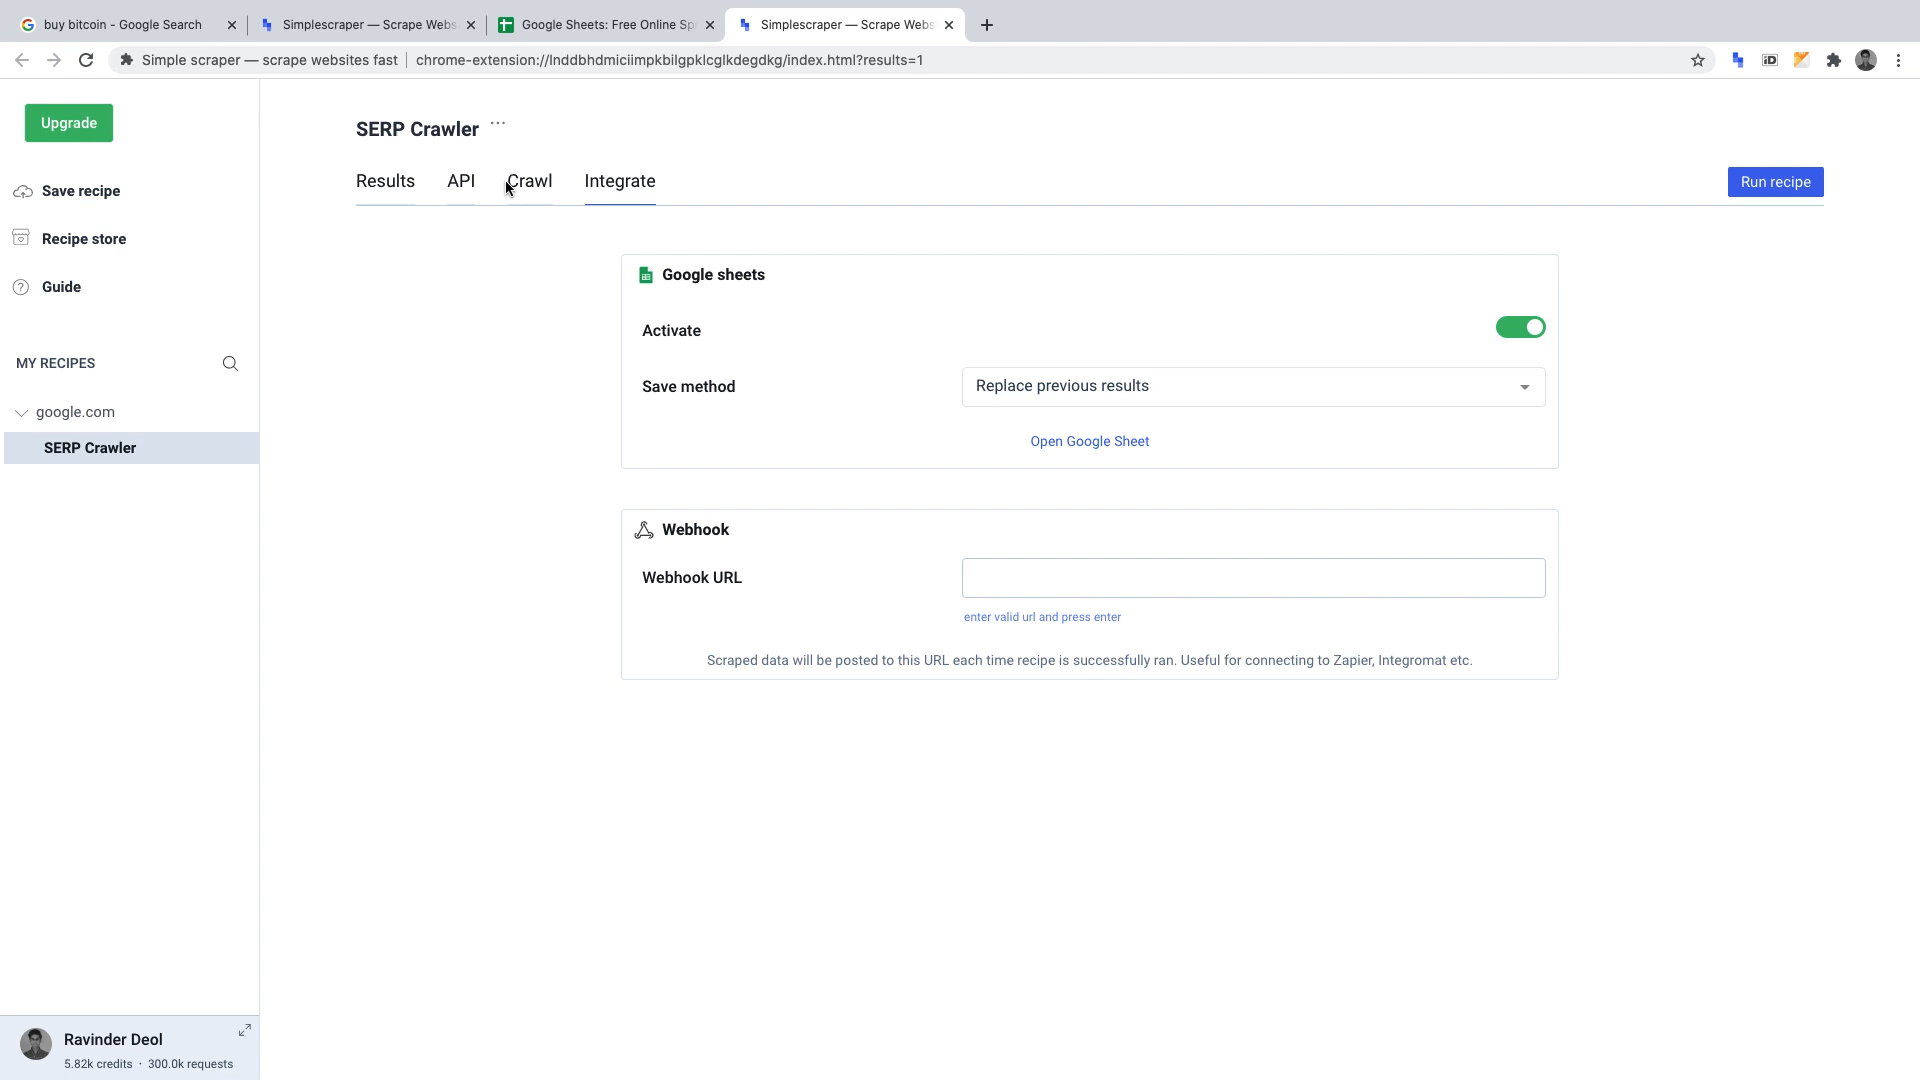 buy bitcoin - Google Search
Simplescraper — Scrape Webs
Google Sheets: Free Online Sp
Simplescraper — Scrape Webs
Simple scraper — scrape websites fast
chrome-extension://lnddbhdmiciimpkbilgpklcglkdegdkg/index.html?results=1
Upgrade
Save recipe
Recipe store
Guide
MY RECIPES
google.com
SERP Crawler
Ravinder Deol
5.82k credits · 300.0k requests
SERP Crawler ...
Results API Crawl Integrate
Run recipe
Google sheets
Activate
Save method
Replace previous results
Open Google Sheet
Webhook
Webhook URL
enter valid url and press enter
Scraped data will be posted to this URL each time recipe is successfully ran. Useful for connecting to Zapier, Integromat etc.